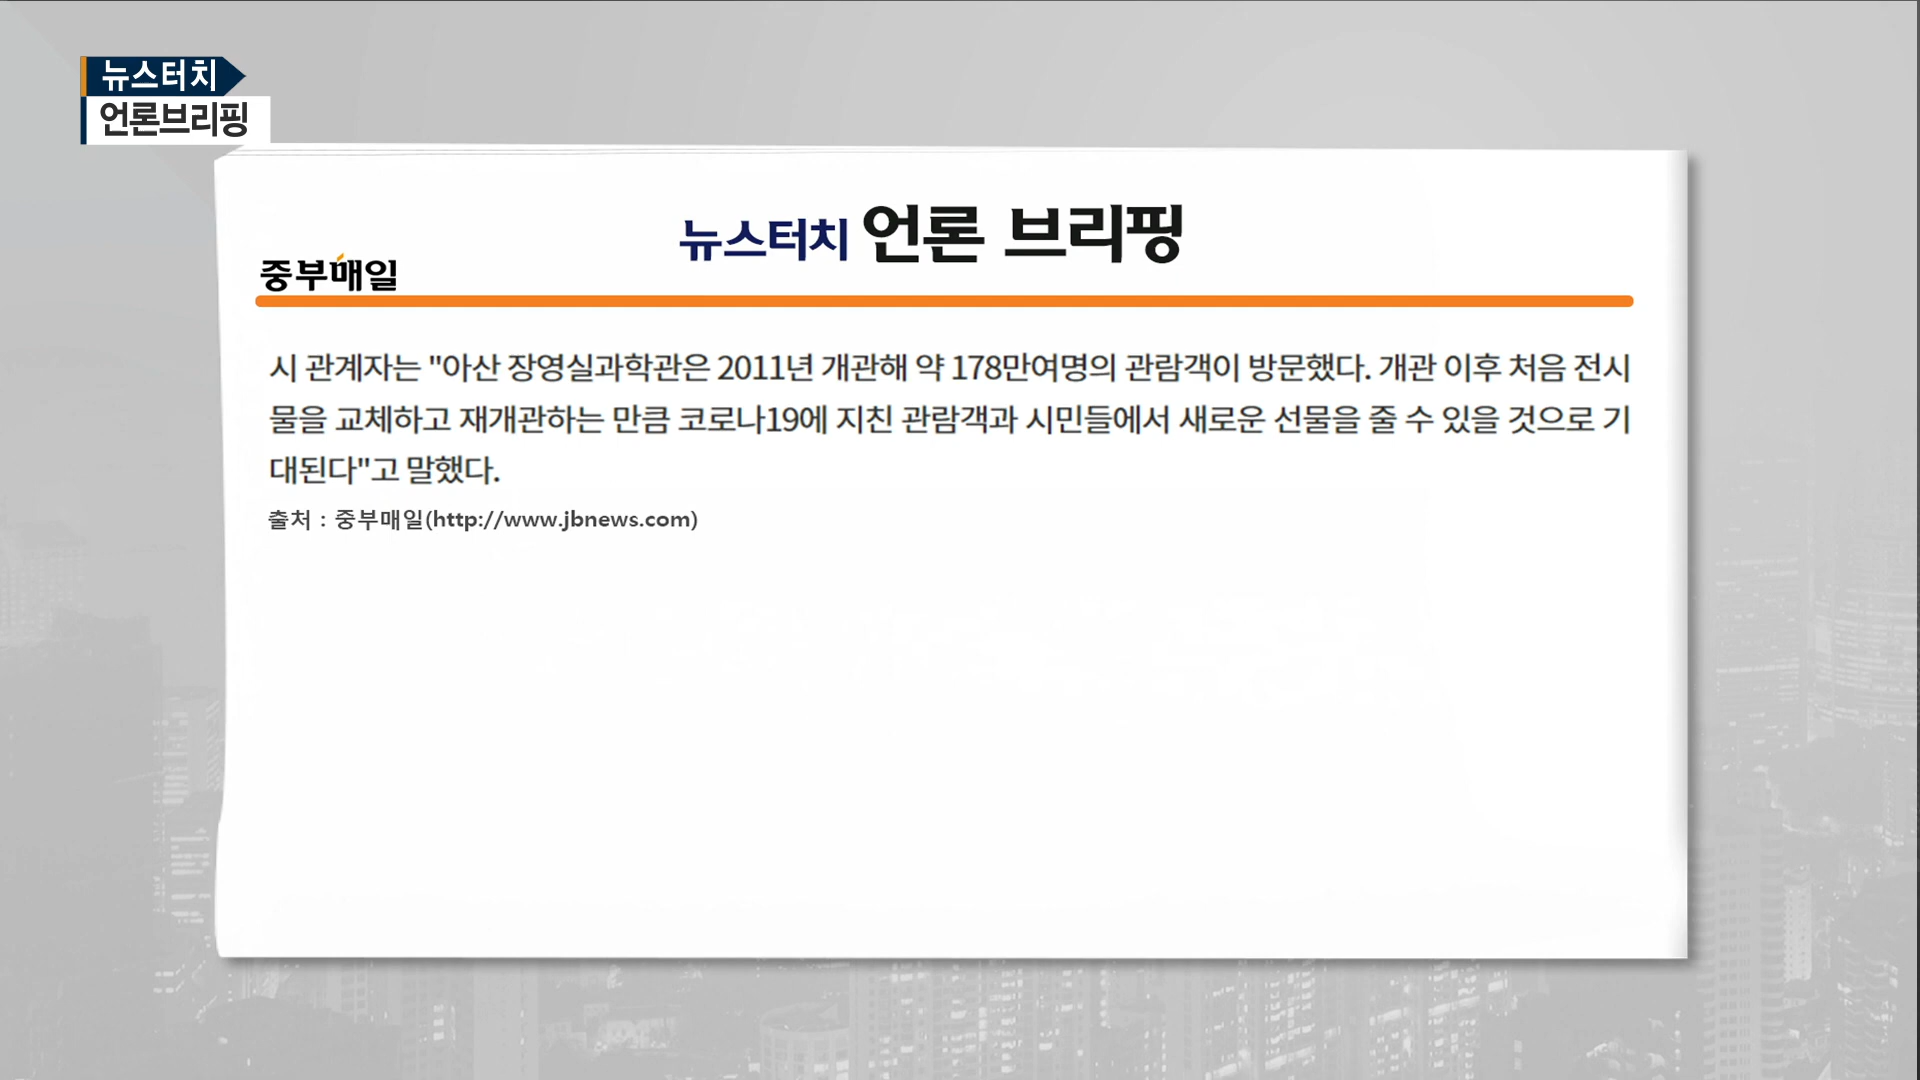 뉴스터치
언론브리핑
뉴스터치 언론 브리핑
중부매일
시 관계자는 "아산 장영실과학관은 2011년 개관해 약 178만여명의 관람객이 방문했다. 개관 이후 처음 전시
물을 교체하고 재개관하는 만큼 코로나19에 지친 관람객과 시민들에서 새로운 선물을 줄 수 있을 것으로 기
대된다"고 말했다.
출처 : 중부매일(http://www.jbnews.com)